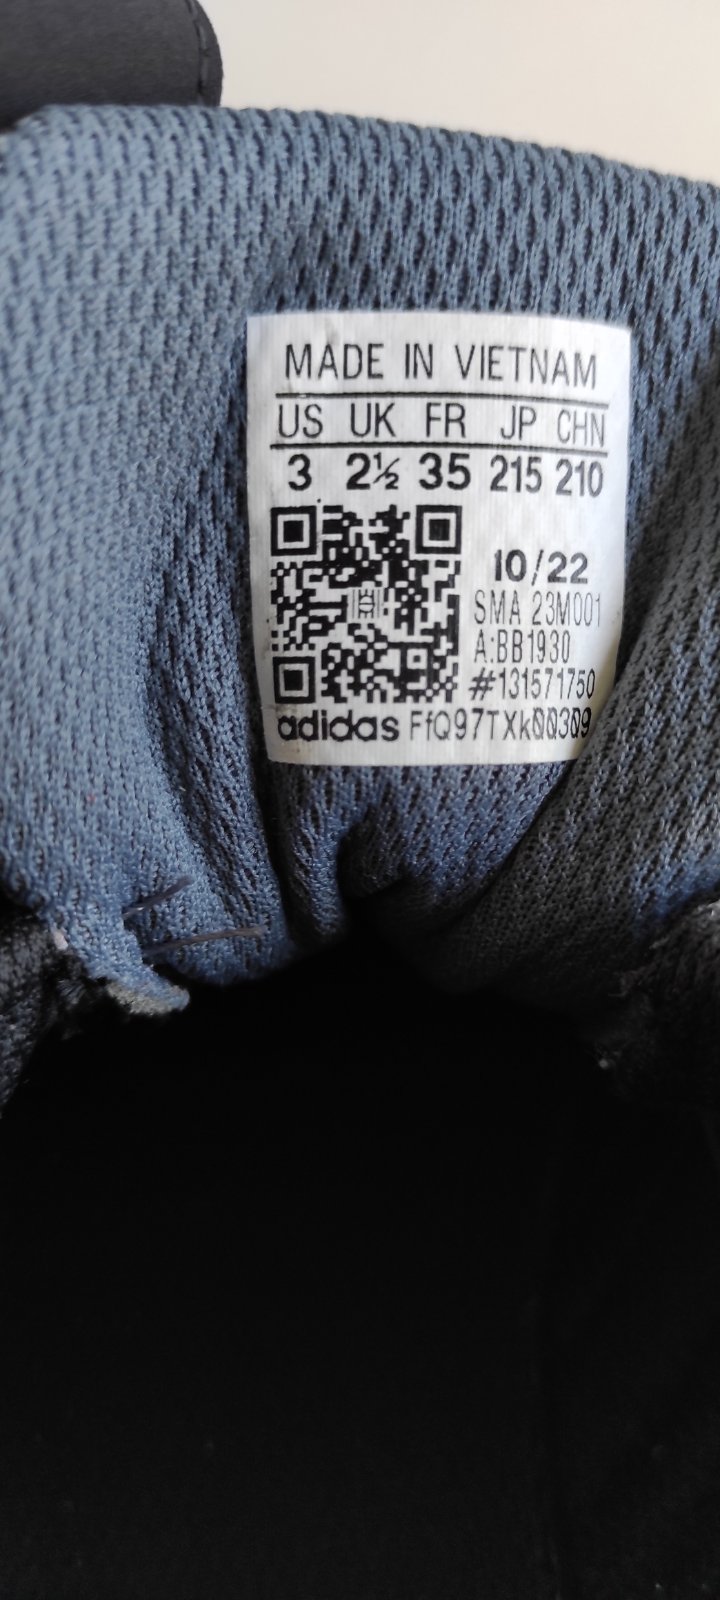 MADE IN VIETNAM
US UK FR JP CHN
3 2½ 35 215 210
10/22
SMA 23M001
A:BB1930
#131571750
adidas FfQ97TXk00309